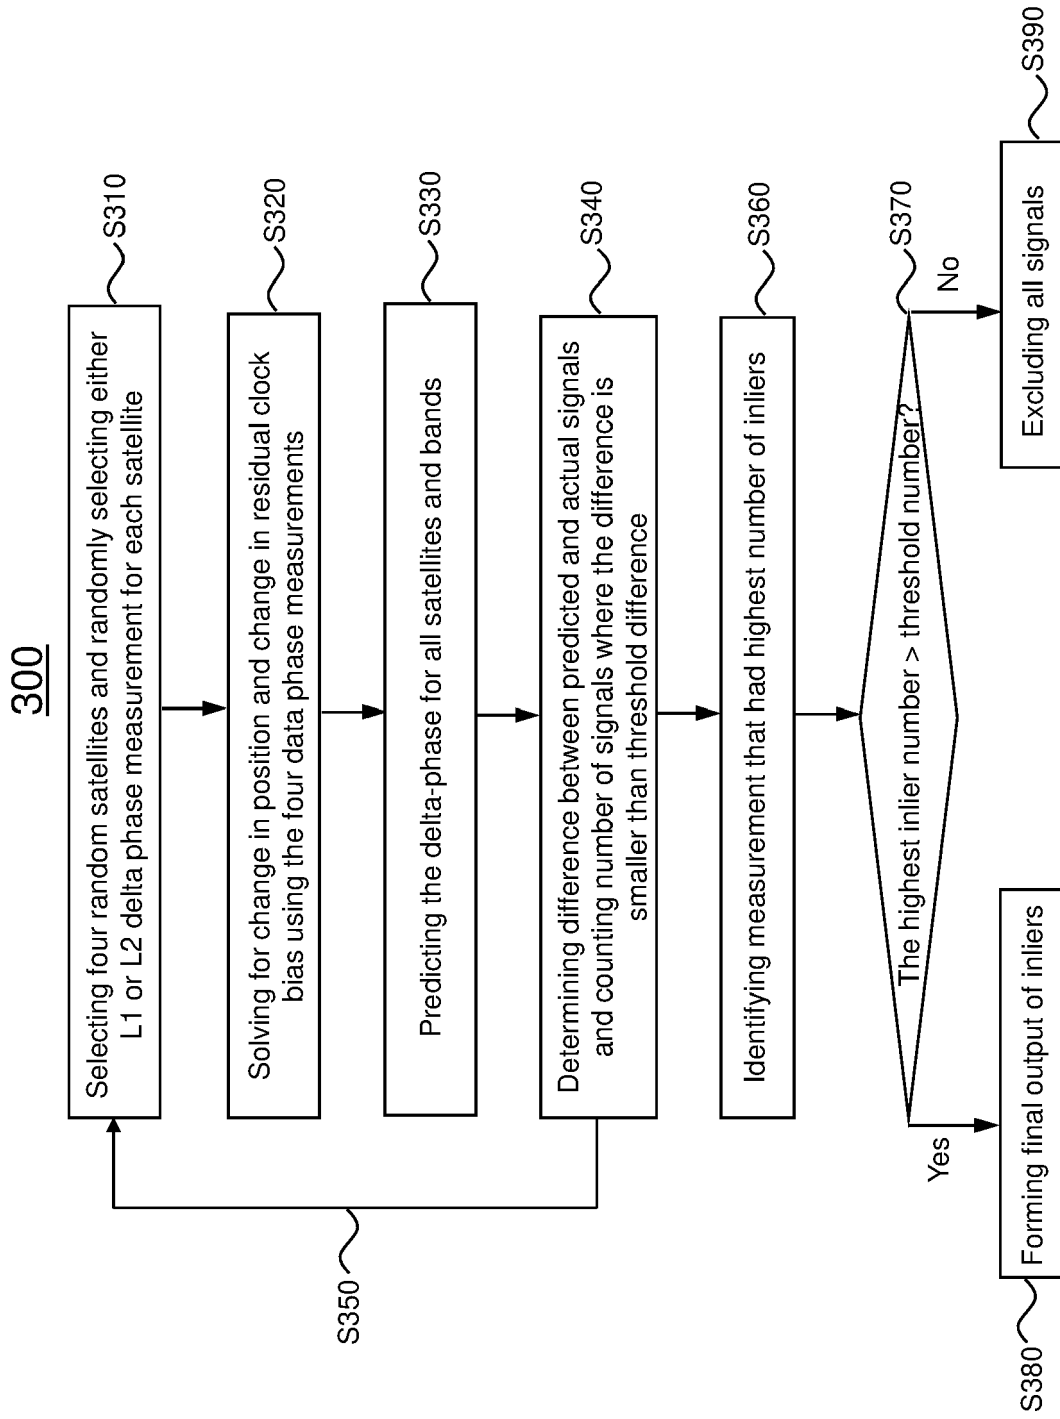 300
Selecting four random satellites and randomly selecting either
L1 or L2 delta phase measurement for each satellite
S310
Solving for change in position and change in residual clock
bias using the four data phase measurements
S320
Predicting the delta-phase for all satellites and bands
S330
Determining difference between predicted and actual signals
and counting number of signals where the difference is
smaller than threshold difference
S340
S350
Identifying measurement that had highest number of inliers
S360
The highest inlier number > threshold number?
S370
Yes
No
Forming final output of inliers
S380
Excluding all signals
S390